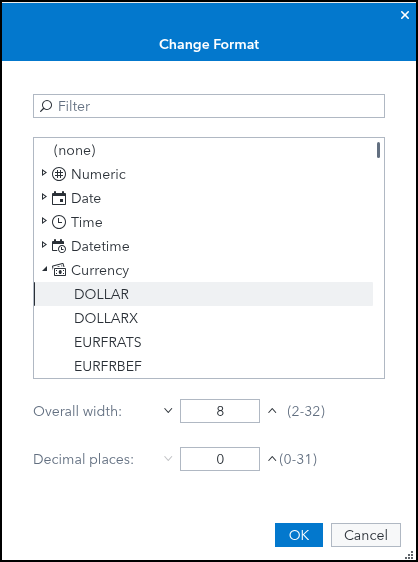 Change Format
Filter
(none)
Numeric
Date
Time
Datetime
Currency
DOLLAR
DOLLARX
EURFRATS
EURFRBEF
Overall width: 8 (2-32)
Decimal places: 0 (0-31)
OK Cancel